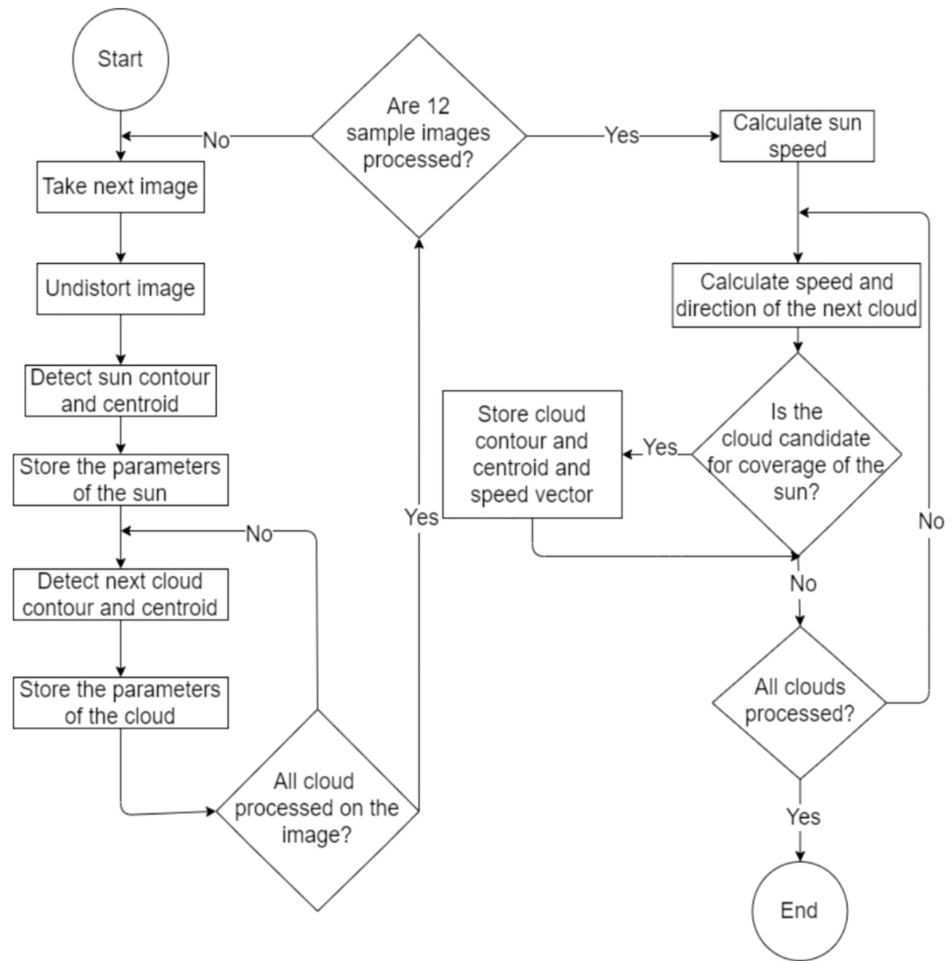 Start
No
Take next image
Undistort image
Detect sun contour
and centroid
Store the parameters
of the sun
No
Detect next cloud
contour and centroid
Store the parameters
of the cloud
All cloud
processed on the
image?
Yes
Are 12
sample images
processed?
Yes
Calculate sun
speed
Calculate speed and
direction of the next cloud
Is the
cloud candidate
for coverage of the
sun?
Yes
Store cloud
contour and
centroid and
speed vector
No
All clouds
processed?
No
Yes
End